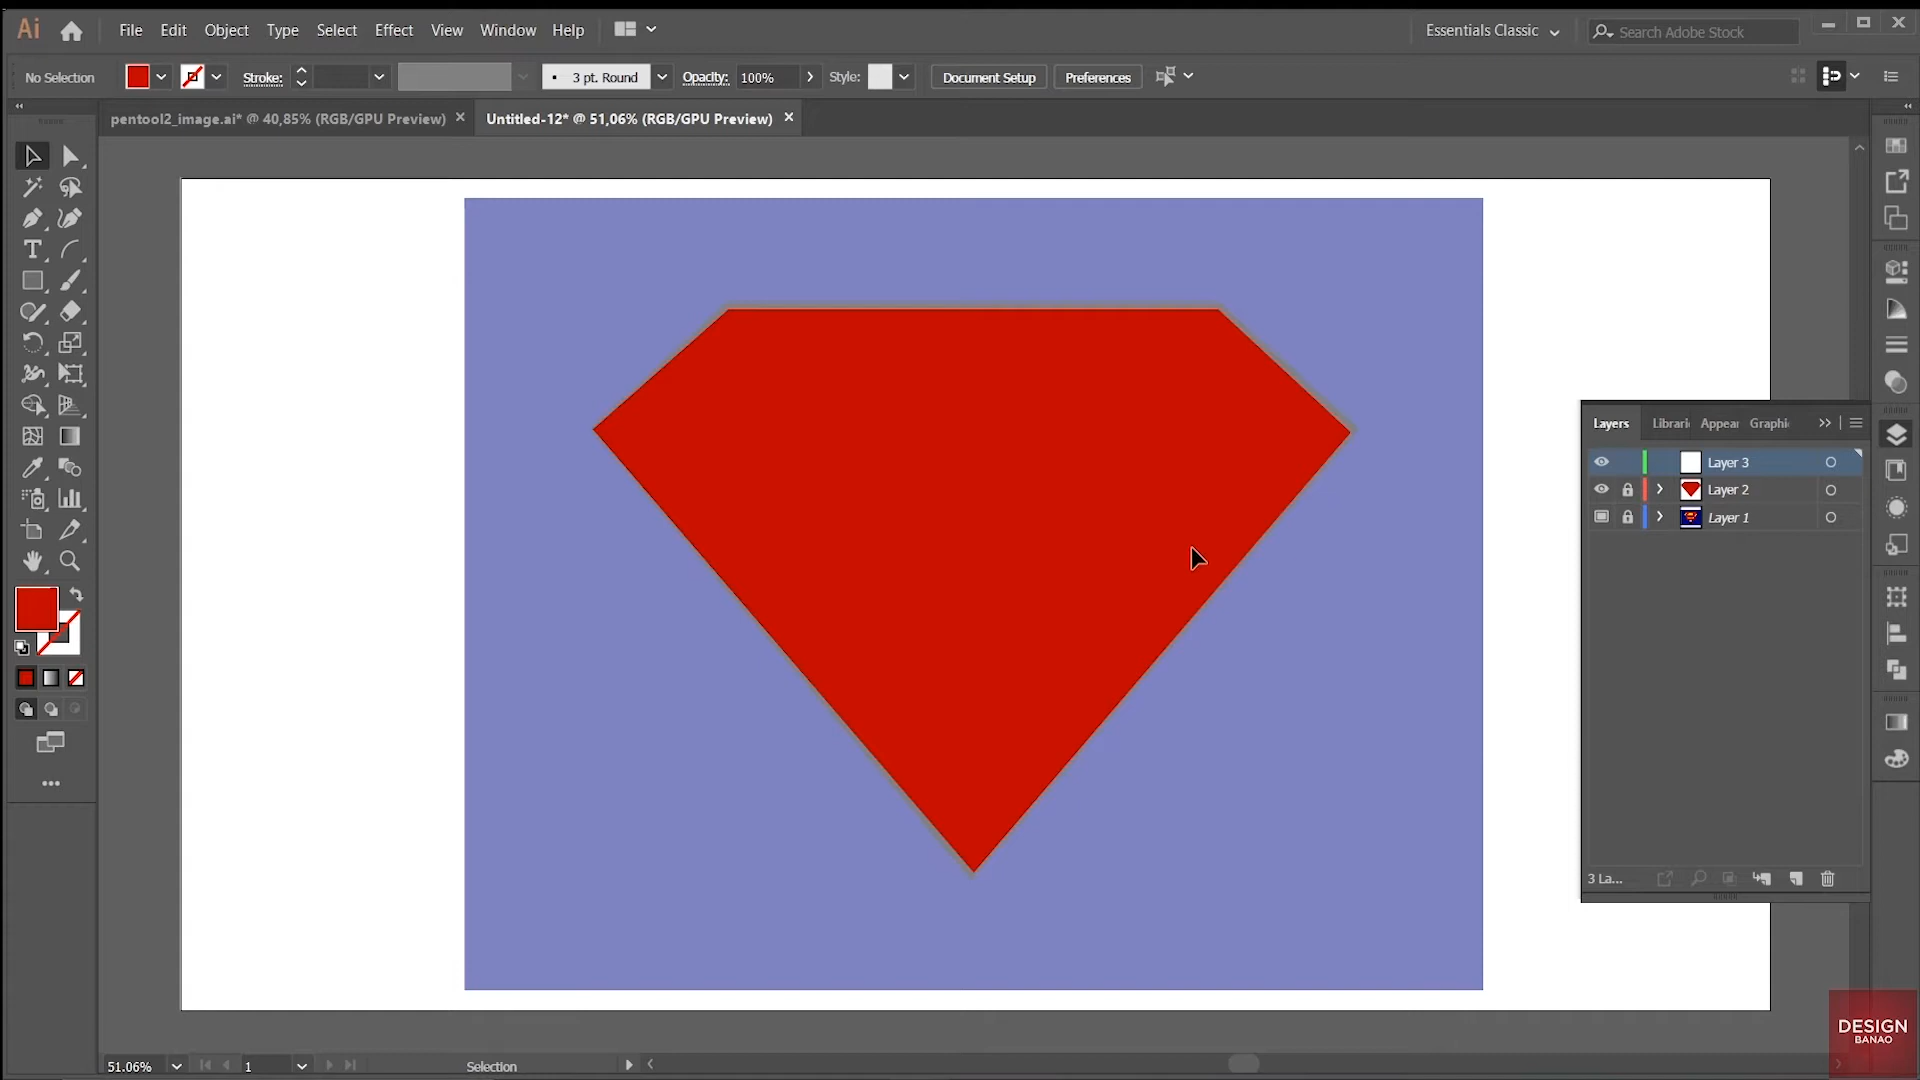 Ai File Edit Object Type Select Effect View Window Help Essentials Classic Search Adobe Stock
No Selection Stroke: 3 pt. Round Opacity: 100% Style: Document Setup Preferences
pentool2_image.ai* @ 40,85% (RGB/GPU Preview) Untitled-12* @ 51,06% (RGB/GPU Preview)
Layers Librari Appear Graphi
Layer 3
Layer 2
Layer 1
3 La...
DESIGN
BANAO
51.06% 1 Selection